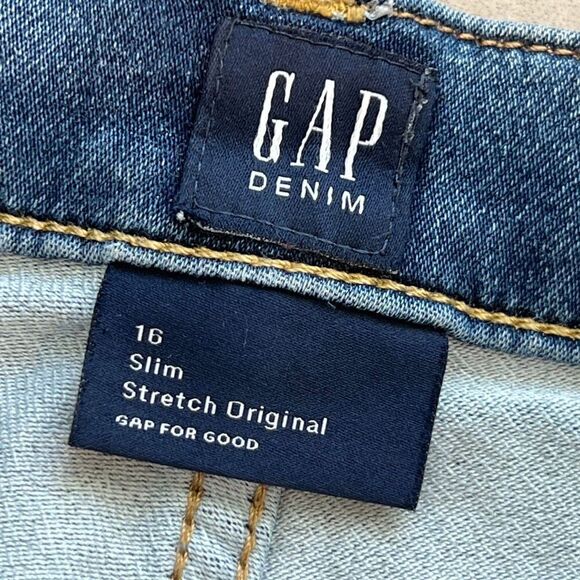 GAP
DENIM
16
Slim
Stretch Original
GAP FOR GOOD